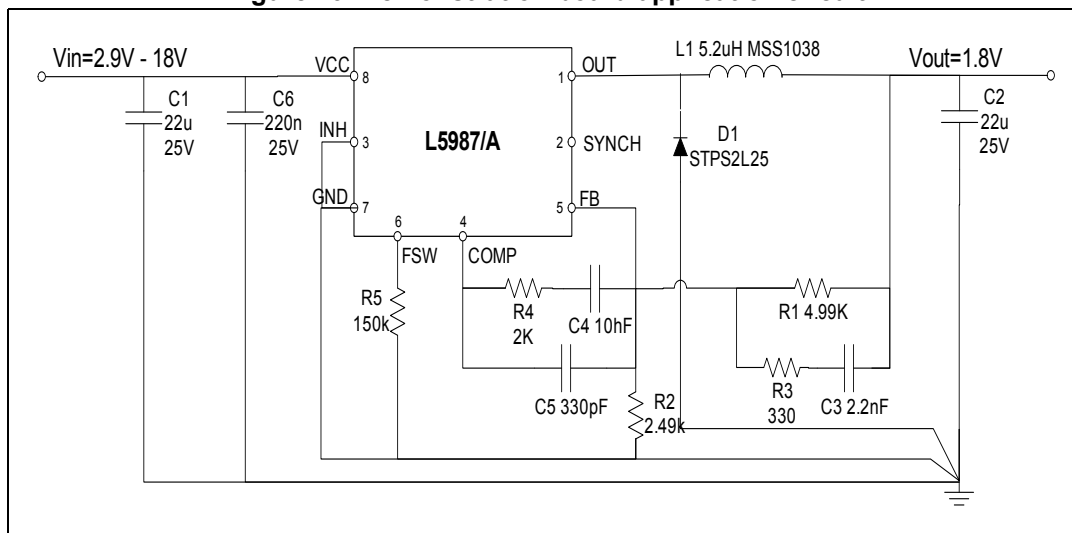 Vin=2.9V - 18V
C1
22u
25V
C6
220n
25V
VCC
8
INH
3
GND
7
L5987/A
6
FSW
4
COMP
1
OUT
2
SYNCH
5
FB
L1 5.2uH MSS1038
Vout=1.8V
D1
STPS2L25
C2
22u
25V
R5
150k
R4
2K
C4 10hF
C5 330pF
R2
2.49k
R1 4.99K
R3
330
C3 2.2nF